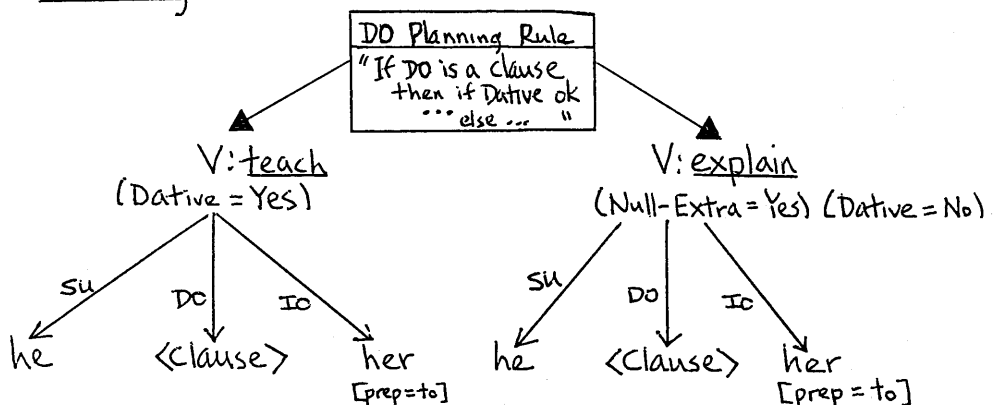 DO Planning Rule
"If DO is a clause
then if Dative ok
... else ... "
V: teach
(Dative = Yes)
SU
DO
IO
he
<Clause>
her
[prep=to]
V: explain
(Null-Extra = Yes) (Dative = No)
SU
DO
IO
he
<Clause>
her
[prep=to]